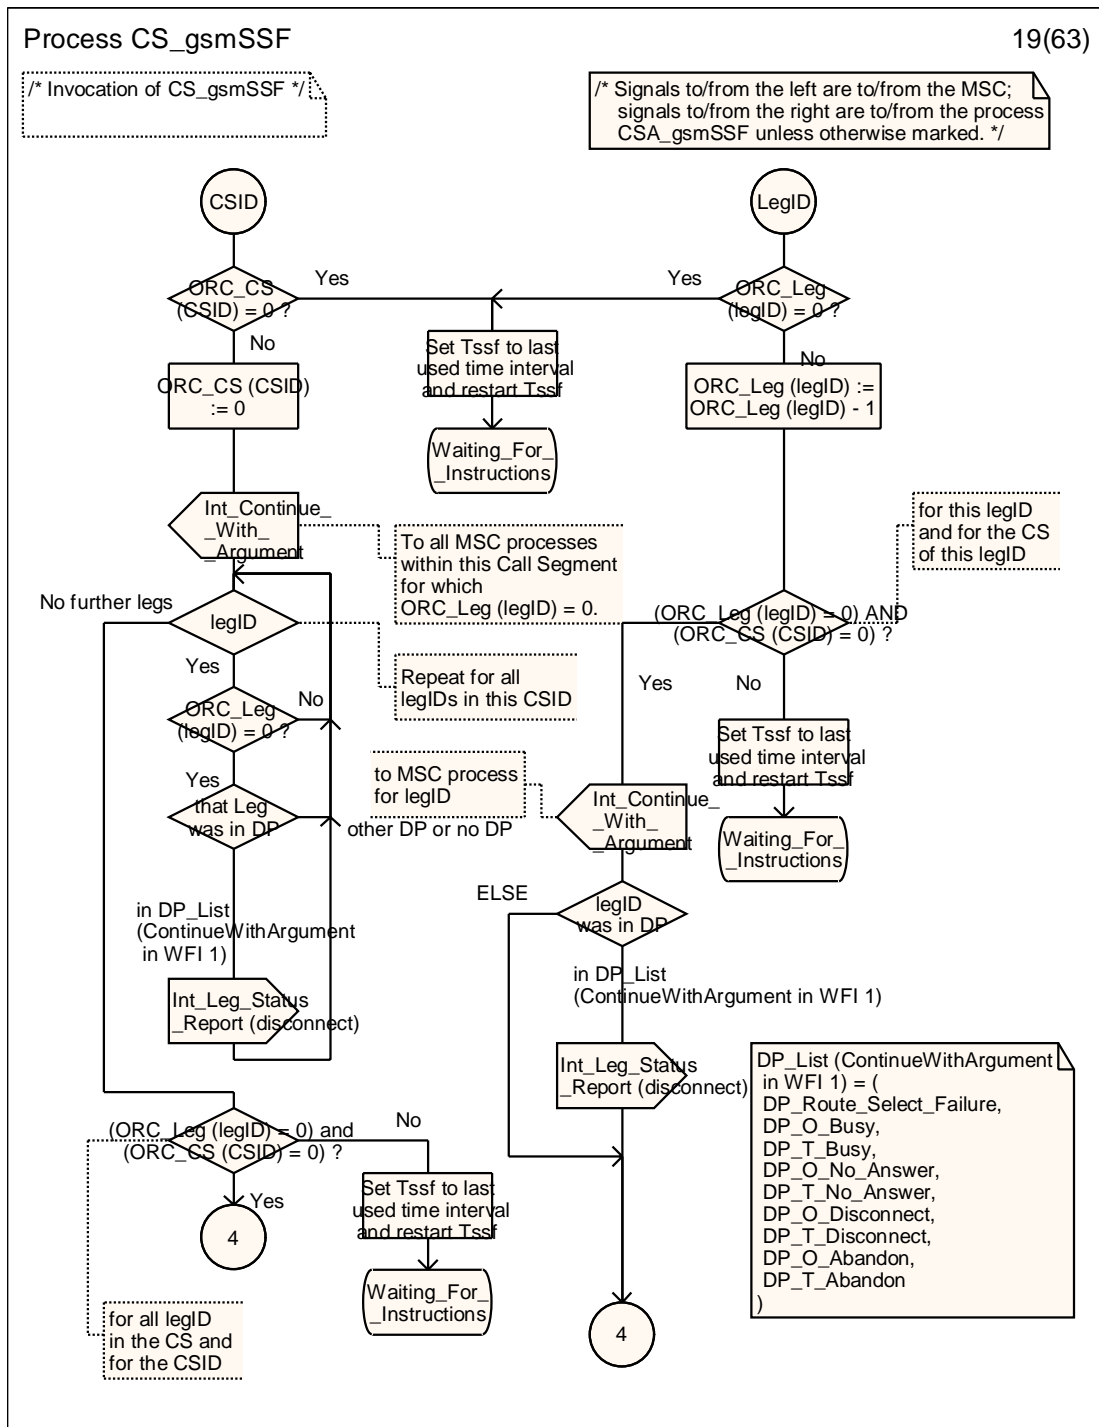 Process CS_gsmSSF
19(63)
/* Invocation of CS_gsmSSF */
/* Signals to/from the left are to/from the MSC;
signals to/from the right are to/from the process
CSA_gsmSSF unless otherwise marked. */
CSID
LegID
ORC_CS
(CSID) = 0 ?
Yes
Yes
ORC_Leg
(legID) = 0 ?
No
Set Tssf to last
used time interval
and restart Tssf
No
ORC_CS (CSID)
:= 0
ORC_Leg (legID) :=
ORC_Leg (legID) - 1
Waiting_For_
_Instructions
Int_Continue_
_With_
_Argument
To all MSC processes
within this Call Segment
for which
ORC_Leg (legID) = 0.
for this legID
and for the CS
of this legID
No further legs
legID
(ORC_Leg (legID) = 0) AND
(ORC_CS (CSID) = 0) ?
Yes
Repeat for all
legIDs in this CSID
Yes
No
ORC_Leg
(legID) = 0 ?
No
Set Tssf to last
used time interval
and restart Tssf
Yes
to MSC process
for legID
that Leg
was in DP
other DP or no DP
Int_Continue_
_With_
_Argument
Waiting_For_
_Instructions
ELSE
legID
was in DP
in DP_List
(ContinueWithArgument
in WFI 1)
in DP_List
(ContinueWithArgument in WFI 1)
Int_Leg_Status
_Report (disconnect)
Int_Leg_Status
_Report (disconnect)
DP_List (ContinueWithArgument
in WFI 1) = (
DP_Route_Select_Failure,
DP_O_Busy,
DP_T_Busy,
DP_O_No_Answer,
DP_T_No_Answer,
DP_O_Disconnect,
DP_T_Disconnect,
DP_O_Abandon,
DP_T_Abandon
)
(ORC_Leg (legID) = 0) and
(ORC_CS (CSID) = 0) ?
No
Yes
Set Tssf to last
used time interval
and restart Tssf
4
Waiting_For_
_Instructions
for all legID
in the CS and
for the CSID
4